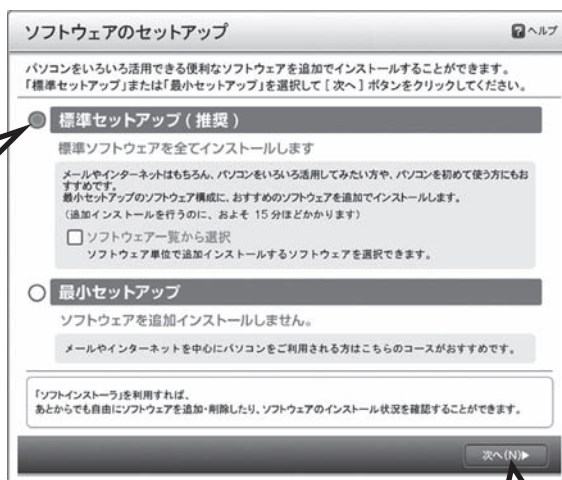 ソフトウェアのセットアップ
?ヘルプ
パソコンをいろいろ活用できる便利なソフトウェアを追加でインストールすることができます。
「標準セットアップ」または「最小セットアップ」を選択して [ 次へ ] ボタンをクリックしてください。
標準セットアップ ( 推奨 )
標準ソフトウェアを全てインストールします
メールやインターネットはもちろん、パソコンをいろいろ活用してみたい方や、パソコンを初めて使う方にもお
すすめです。
最小セットアップのソフトウェア構成に、おすすめのソフトウェアを追加でインストールします。
(追加インストールを行うのに、およそ 15 分ほどかかります)
ソフトウェア一覧から選択
ソフトウェア単位で追加インストールするソフトウェアを選択できます。
最小セットアップ
ソフトウェアを追加インストールしません。
メールやインターネットを中心にパソコンをご利用される方はこちらのコースがおすすめです。
「ソフトインストーラ」を利用すれば、
あとからでも自由にソフトウェアを追加・削除したり、ソフトウェアのインストール状況を確認することができます。
次へ(N)▶